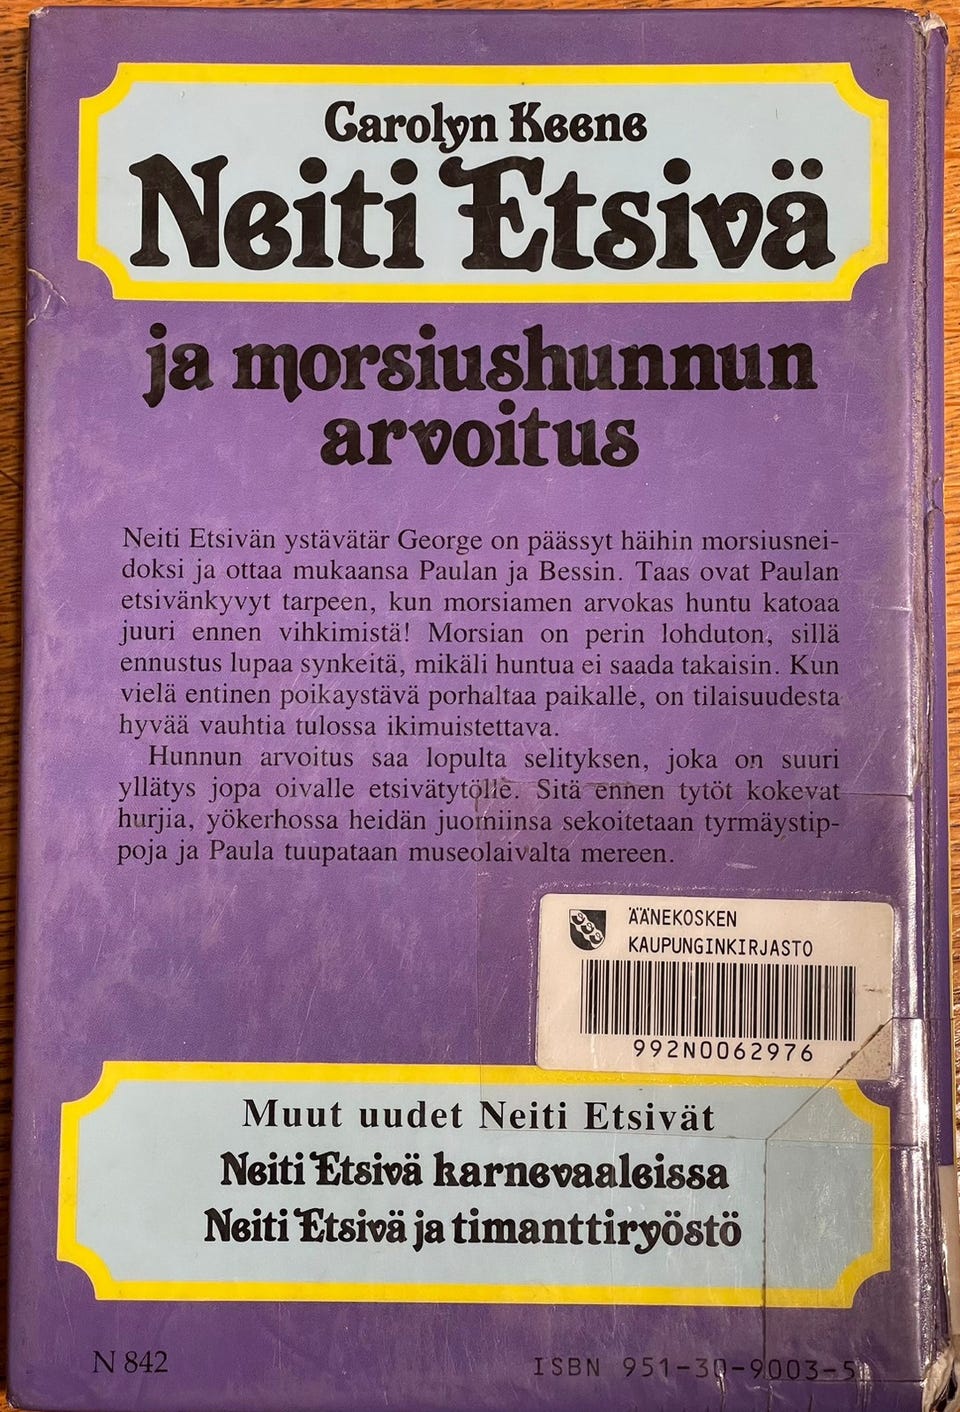 Carolyn Keene
Neiti Etsivä
ja morsiushunnun
arvoitus
Neiti Etsivän ystävätär George on päässyt häihin morsiusnei-
doksi ja ottaa mukaansa Paulan ja Bessin. Taas ovat Paulan
etsivänkyvyt tarpeen, kun morsiamen arvokas huntu katoaa
juuri ennen vihkimistä! Morsian on perin lohduton, sillä
ennustus lupaa synkeitä, mikäli huntua ei saada takaisin. Kun
vielä entinen poikaystävä porhaltaa paikalle, on tilaisuudesta
hyvää vauhtia tulossa ikimuistettava.
Hunnun arvoitus saa lopulta selityksen, joka on suuri
yllätys jopa oivalle etsivätytölle. Sitä ennen tytöt kokevat
hurjia, yökerhossa heidän juomiinsa sekoitetaan tyrmäystip-
poja ja Paula tuupataan museolaivalta mereen.
ÄÄNEKOSKEN
KAUPUNGINKIRJASTO
992N0062976
Muut uudet Neiti Etsivät
Neiti Etsivä karnevaaleissa
Neiti Etsivä ja timanttiryöstö
N 842
ISBN 951-30-9003-5